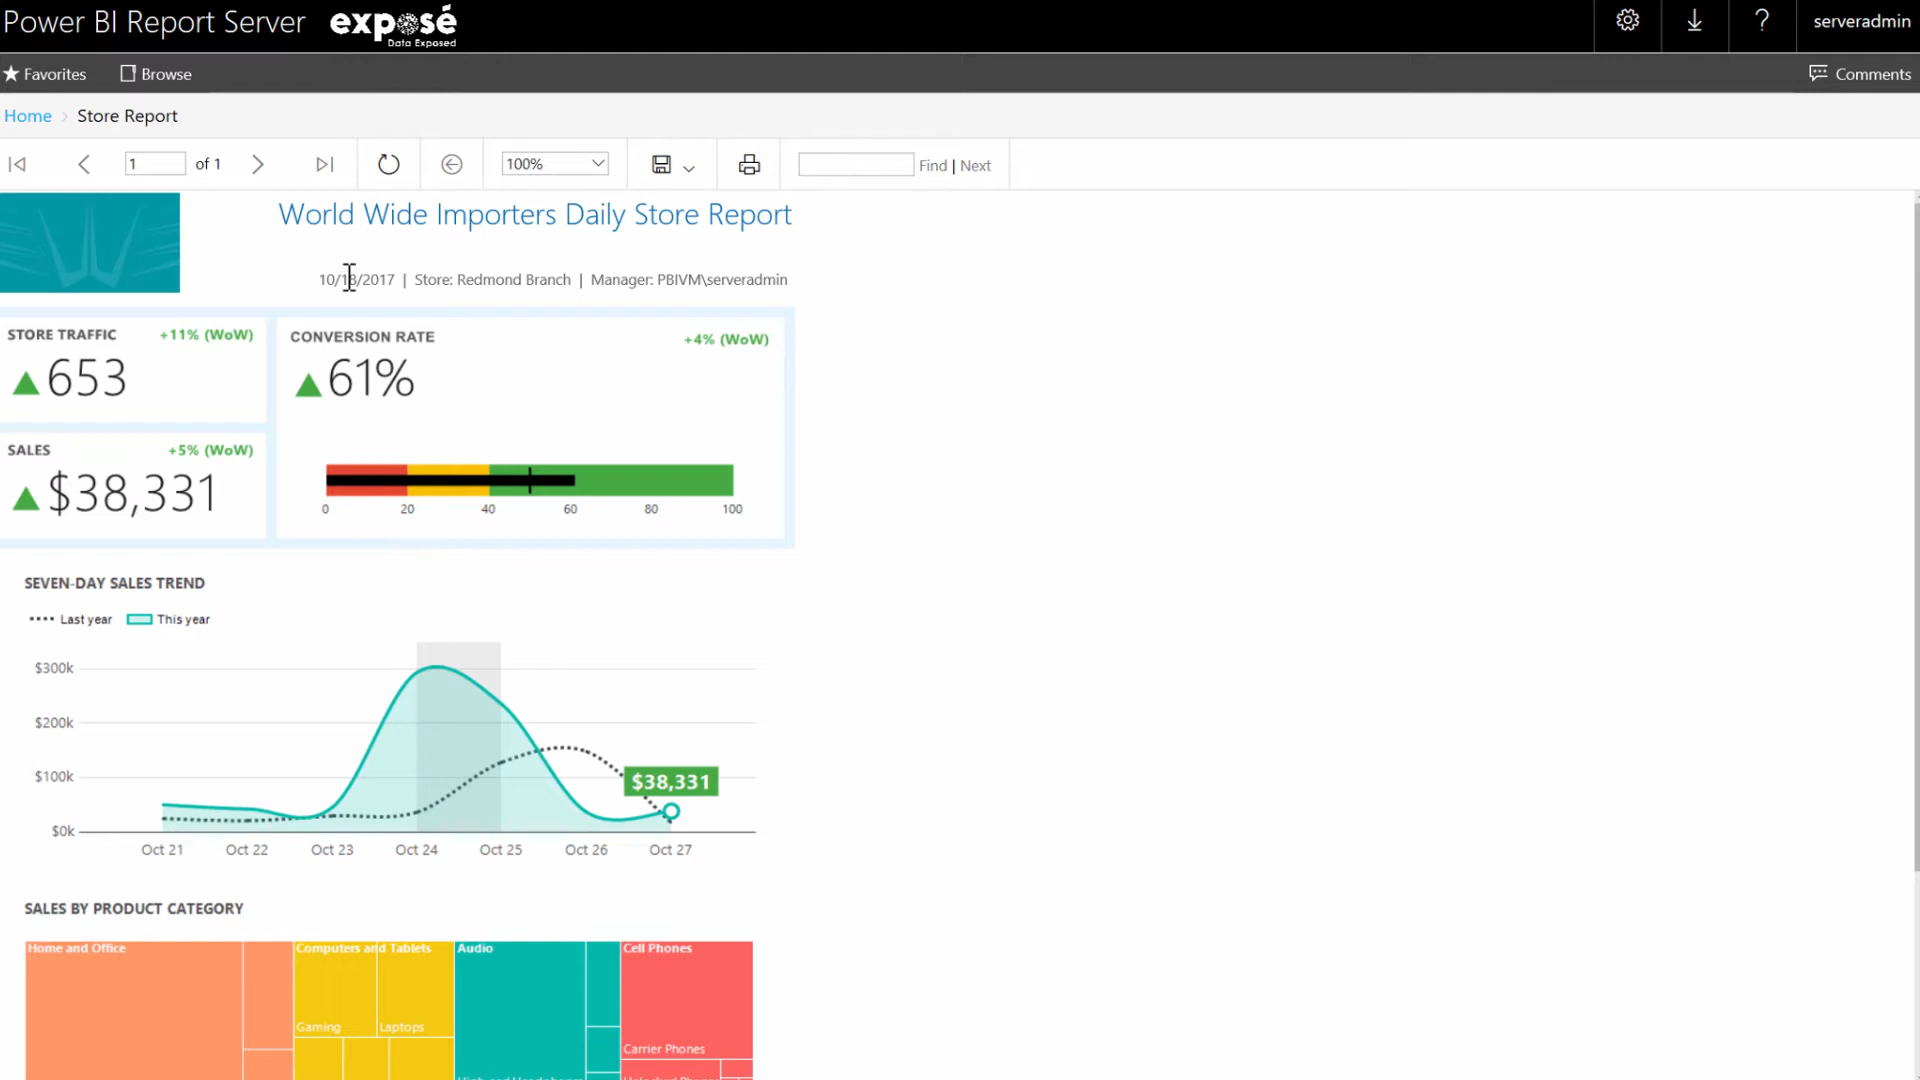 Power BI Report Server
exposé
Data Exposed
?
serveradmin
Favorites
Browse
Comments
Home > Store Report
1 of 1
100%
Find | Next
World Wide Importers Daily Store Report
10/18/2017 | Store: Redmond Branch | Manager: PBIVM\serveradmin
STORE TRAFFIC +11% (WoW)
653
CONVERSION RATE +4% (WoW)
61%
0 20 40 60 80 100
SALES +5% (WoW)
$38,331
SEVEN-DAY SALES TREND
Last year This year
$300k
$200k
$100k
$0k
$38,331
Oct 21 Oct 22 Oct 23 Oct 24 Oct 25 Oct 26 Oct 27
SALES BY PRODUCT CATEGORY
Home and Office Computers and Tablets Audio Cell Phones
Gaming Laptops
Carrier Phones